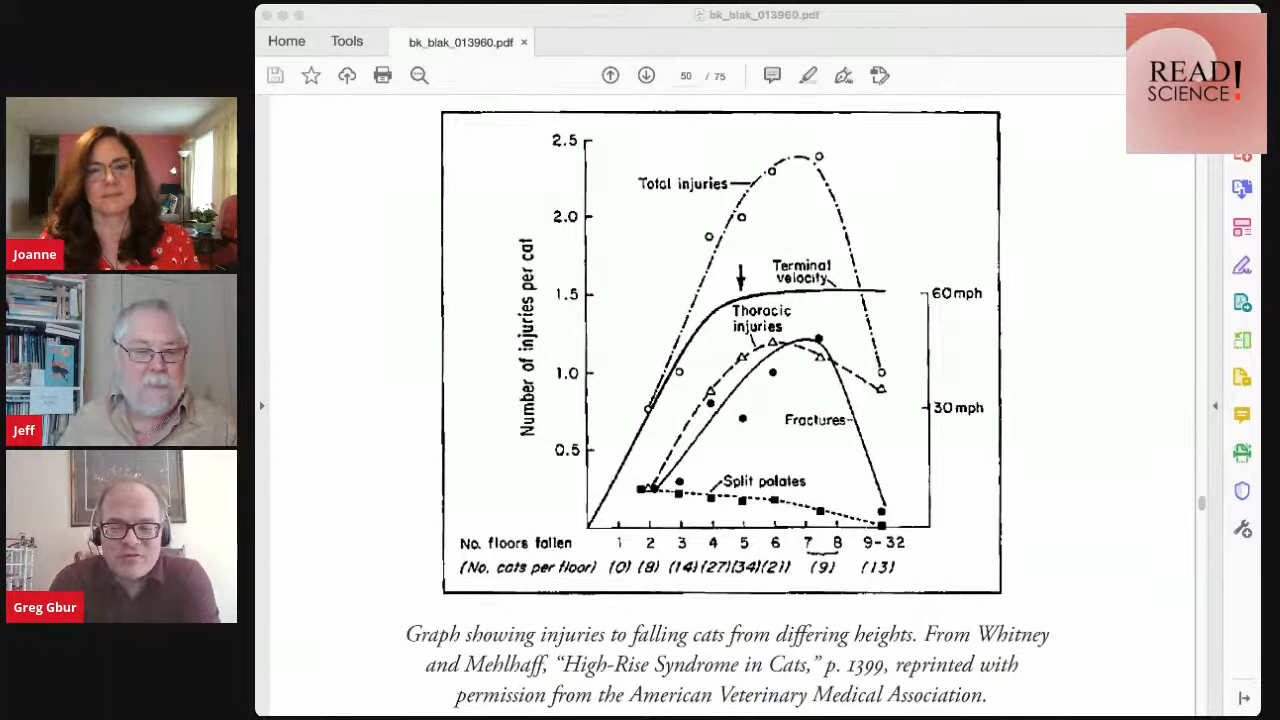 bk_blak_013960.pdf
Home
Tools
bk_blak_013960.pdf ×
50 / 75
READ
SCIENCE!
Joanne
Jeff
Greg Gbur
2.5
2.0
1.5
1.0
0.5
Number of injuries per cat
Total injuries
Terminal
velocity
60 mph
Thoracic
injuries
30 mph
Fractures
Split palates
No. floors fallen 1 2 3 4 5 6 7 8 9-32
(No. cats per floor) (0) (8) (14) (27) (34) (21) (9) (13)
Graph showing injuries to falling cats from differing heights. From Whitney
and Mehlhaff, “High-Rise Syndrome in Cats,” p. 1399, reprinted with
permission from the American Veterinary Medical Association.